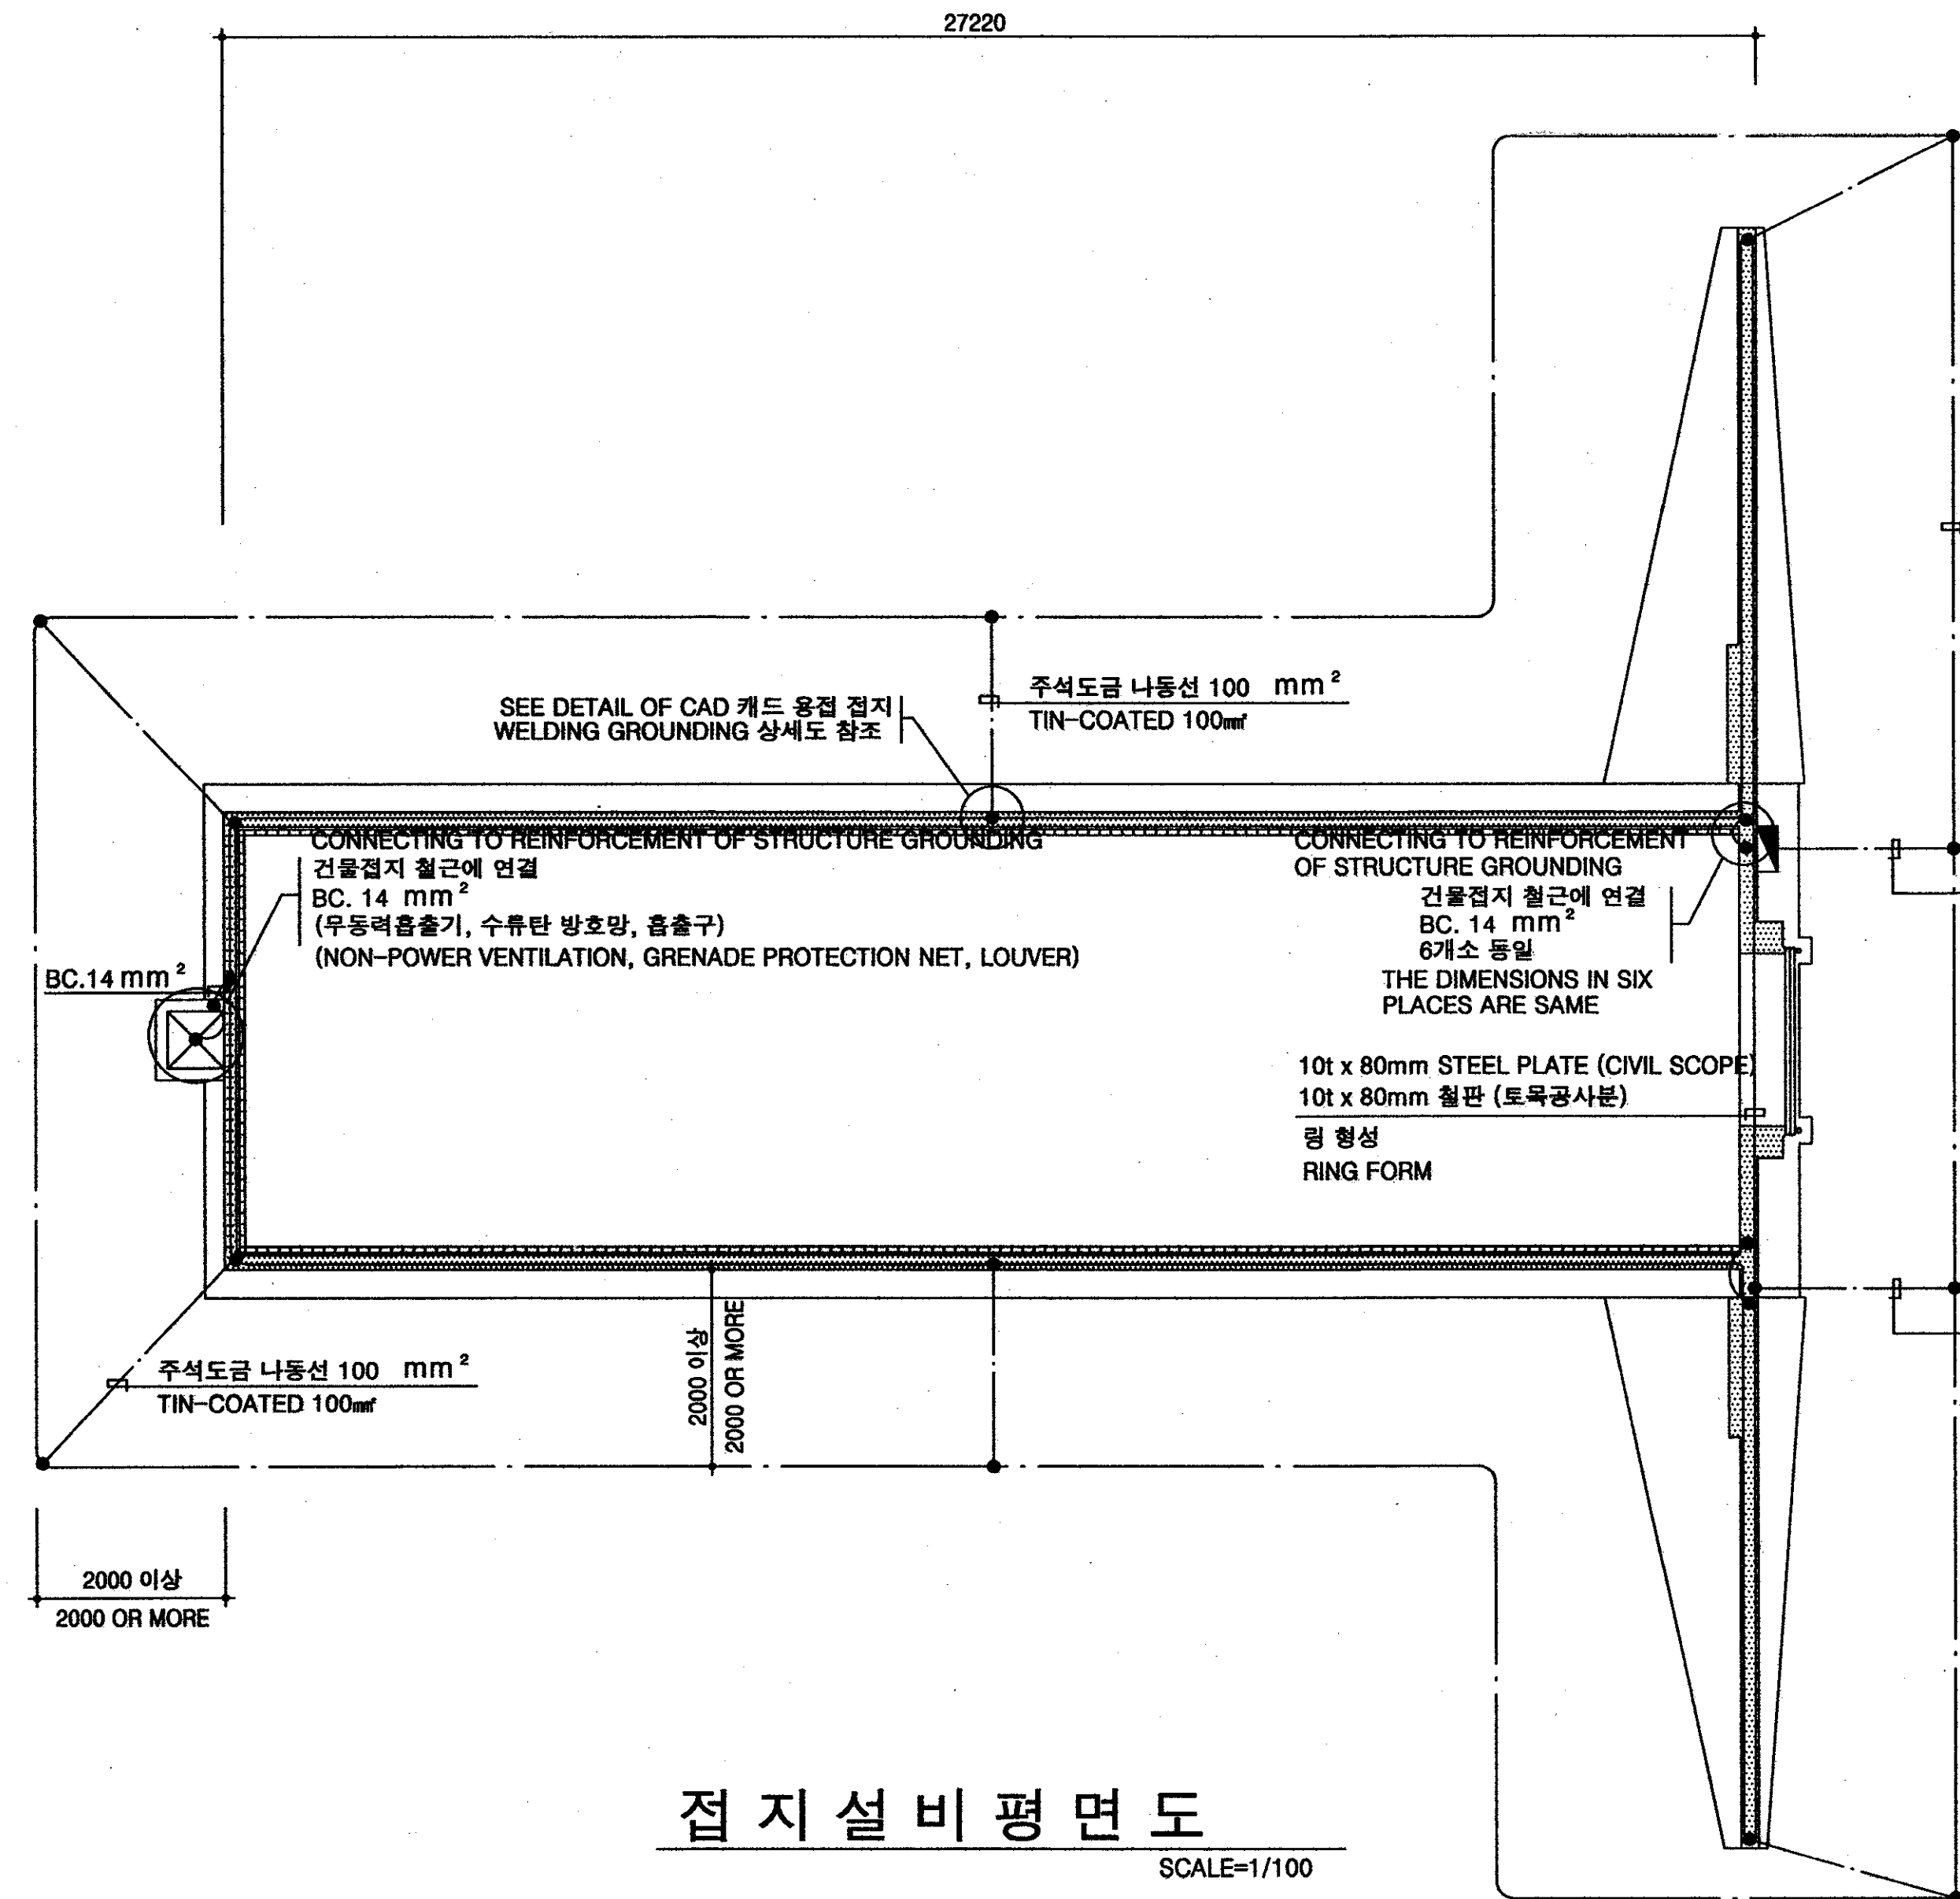 27220
주석도금 나동선 100 mm²
TIN-COATED 100㎟
SEE DETAIL OF CAD 캐드 용접 접지
WELDING GROUNDING 상세도 참조
CONNECTING TO REINFORCEMENT OF STRUCTURE GROUNDING
건물접지 철근에 연결
BC. 14 mm²
(무동력흡출기, 수류탄 방호망, 흡출구)
(NON-POWER VENTILATION, GRENADE PROTECTION NET, LOUVER)
BC.14 mm²
CONNECTING TO REINFORCEMENT
OF STRUCTURE GROUNDING
건물접지 철근에 연결
BC. 14 mm²
6개소 동일
THE DIMENSIONS IN SIX
PLACES ARE SAME
10t x 80mm STEEL PLATE (CIVIL SCOPE)
10t x 80mm 철판 (토목공사분)
링 형성
RING FORM
주석도금 나동선 100 mm²
TIN-COATED 100㎟
2000 이상
2000 OR MORE
2000 이상
2000 OR MORE
접지설비평면도
SCALE=1/100